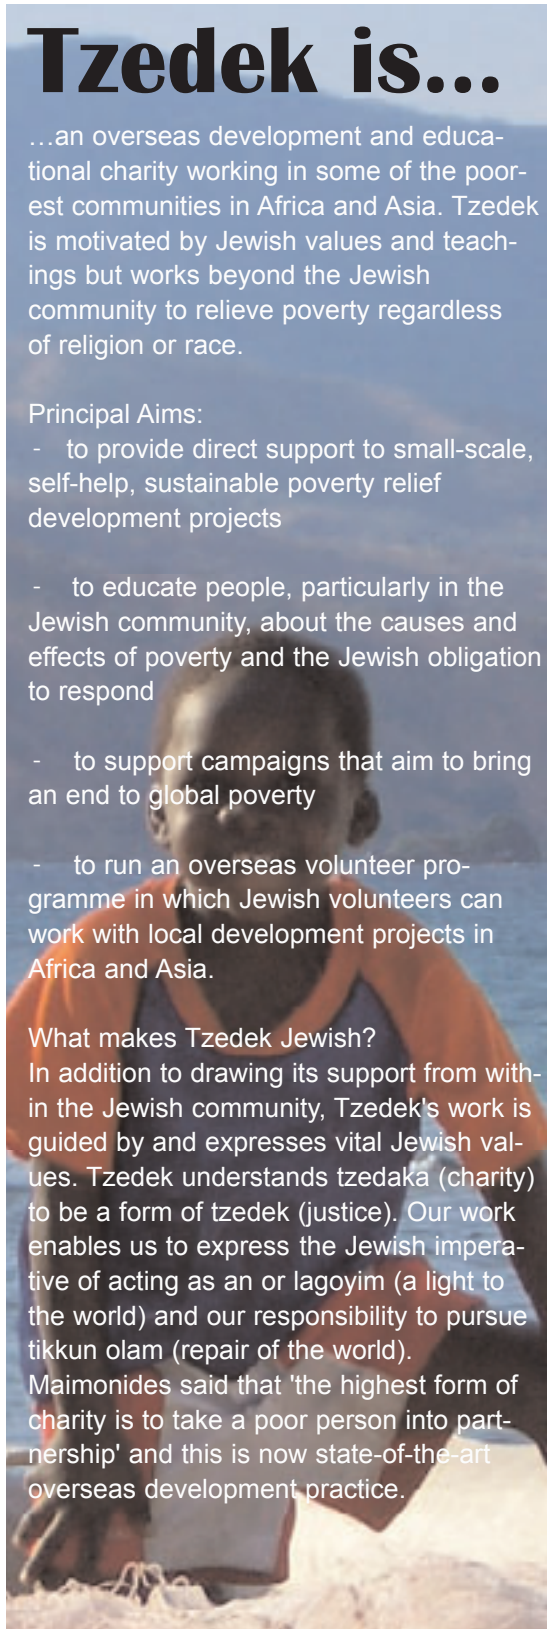 Tzedek is...
…an overseas development and educa-
tional charity working in some of the poor-
est communities in Africa and Asia. Tzedek
is motivated by Jewish values and teach-
ings but works beyond the Jewish
community to relieve poverty regardless
of religion or race.
Principal Aims:
- to provide direct support to small-scale,
self-help, sustainable poverty relief
development projects
- to educate people, particularly in the
Jewish community, about the causes and
effects of poverty and the Jewish obligation
to respond
- to support campaigns that aim to bring
an end to global poverty
- to run an overseas volunteer pro-
gramme in which Jewish volunteers can
work with local development projects in
Africa and Asia.
What makes Tzedek Jewish?
In addition to drawing its support from with-
in the Jewish community, Tzedek's work is
guided by and expresses vital Jewish val-
ues. Tzedek understands tzedaka (charity)
to be a form of tzedek (justice). Our work
enables us to express the Jewish impera-
tive of acting as an or lagoyim (a light to
the world) and our responsibility to pursue
tikkun olam (repair of the world).
Maimonides said that 'the highest form of
charity is to take a poor person into part-
nership' and this is now state-of-the-art
overseas development practice.